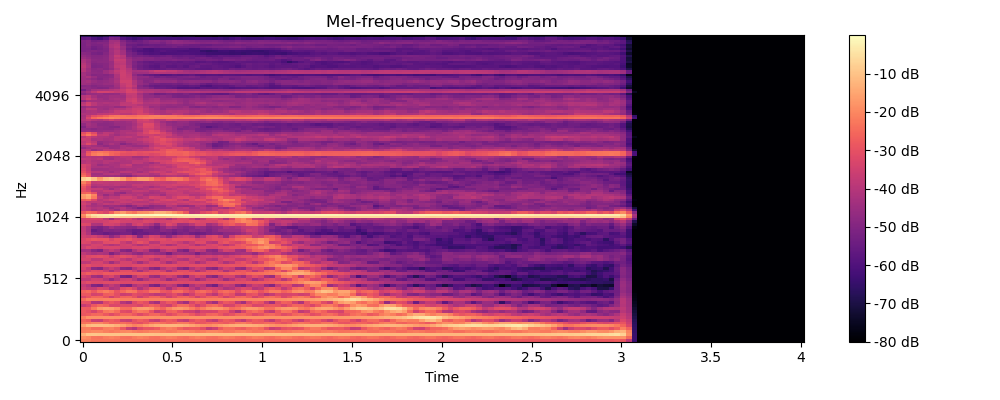 Mel-frequency Spectrogram
Hz
4096
2048
1024
512
0
0
0.5
1
1.5
2
2.5
3
3.5
4
Time
-10 dB
-20 dB
-30 dB
-40 dB
-50 dB
-60 dB
-70 dB
-80 dB